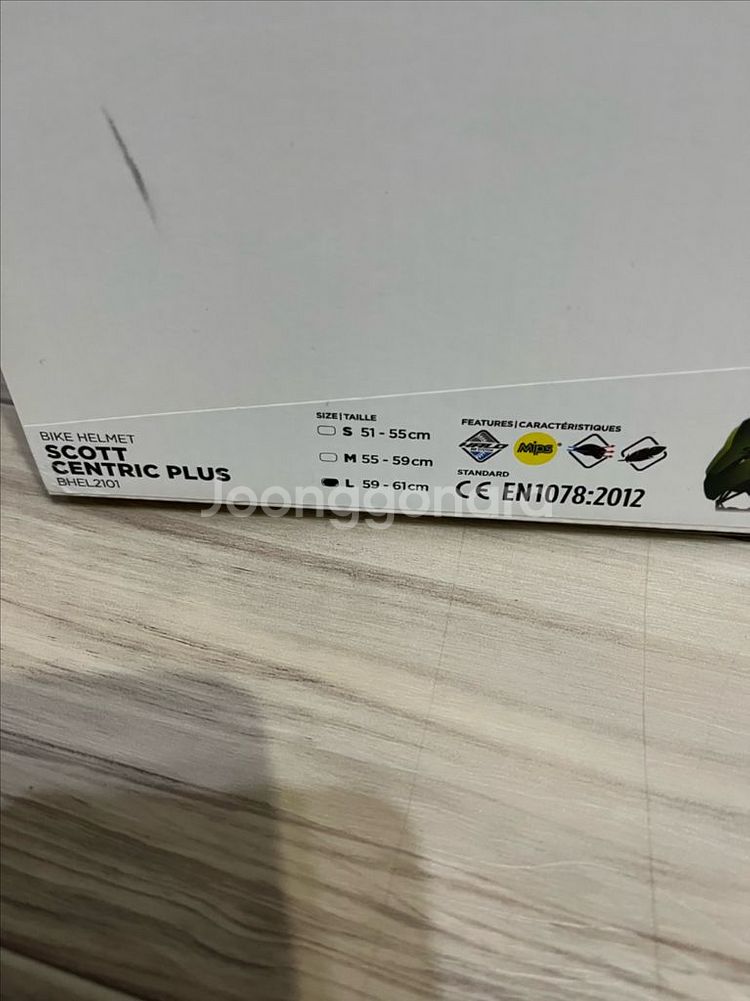 BIKE HELMET
SCOTT
CENTRIC PLUS
BHEL2101
SIZE|TAILLE
S 51 - 55cm
M 55 - 59cm
L 59 - 61cm
FEATURES|CARACTÉRISTIQUES
HALO
Mips
STANDARD
CE EN1078:2012
Joonggonara